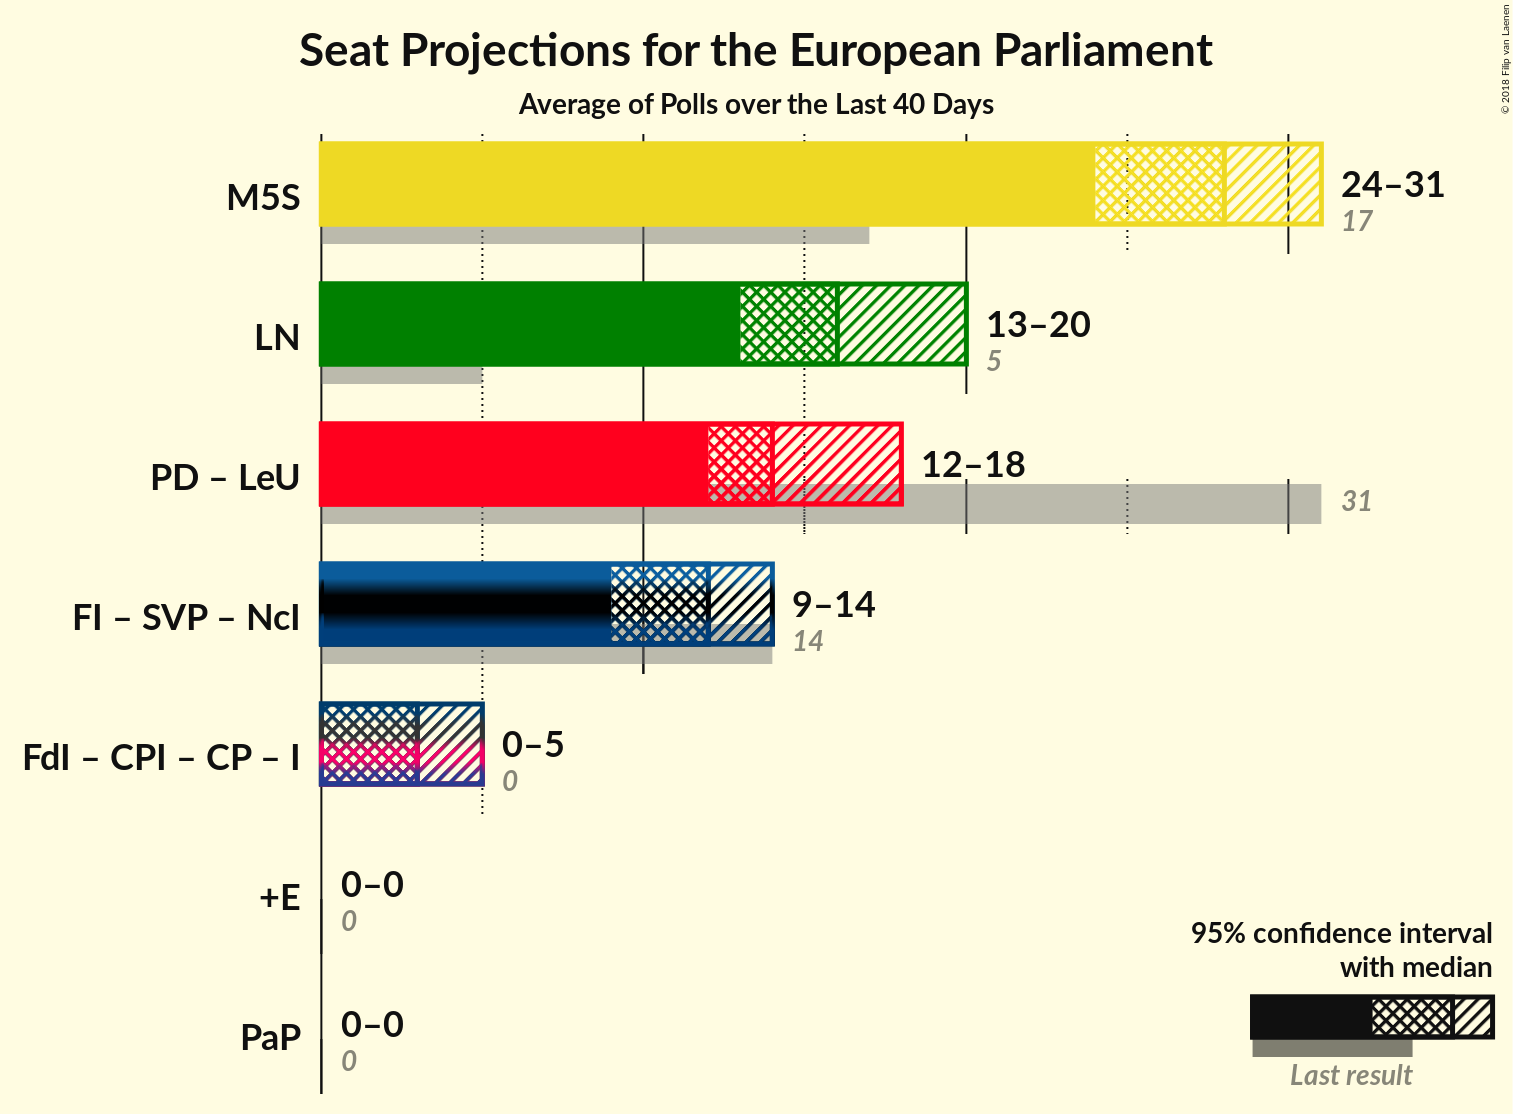 Seat Projections for the European Parliament
Average of Polls over the Last 40 Days
© 2018 Filip van Laenen
M5S
24–31
17
LN
13–20
5
PD – LeU
12–18
31
FI – SVP – NcI
9–14
14
FdI – CPI – CP – I
0–5
0
+E
0–0
0
PaP
0–0
0
95% confidence interval
with median
Last result